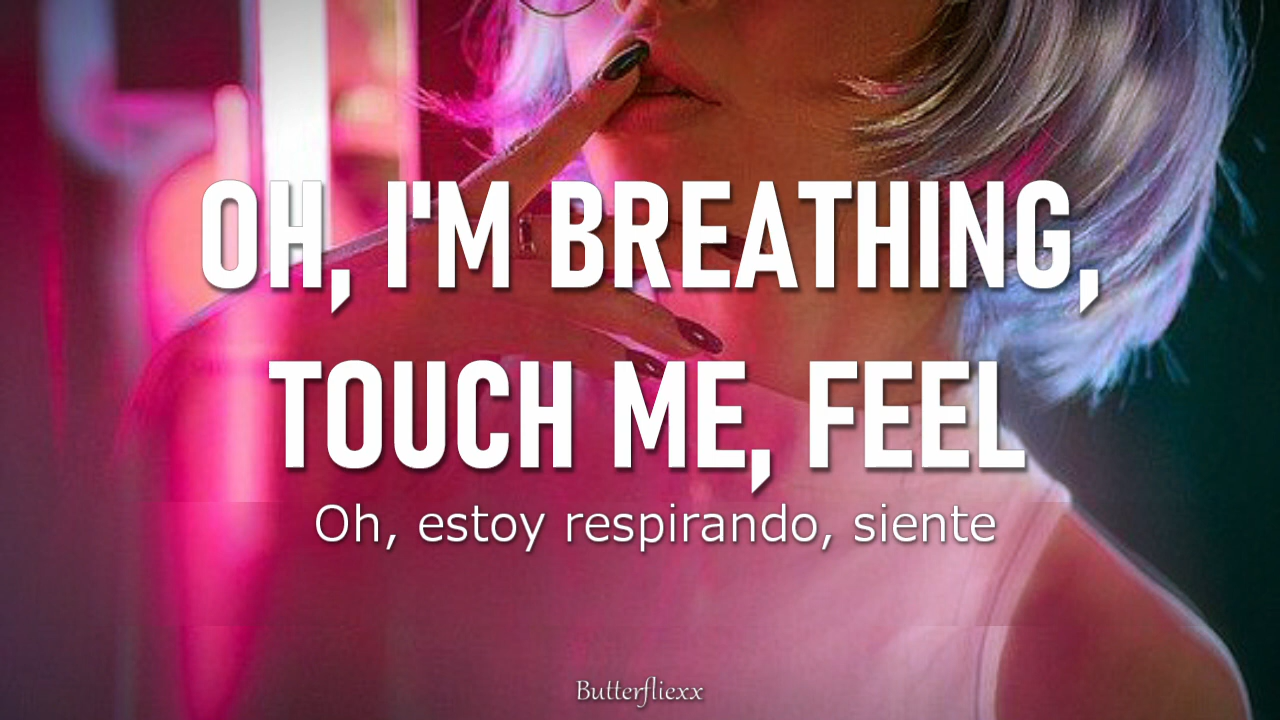 OH, I'M BREATHING,
TOUCH ME, FEEL
Oh, estoy respirando, siente
Butterfliexx